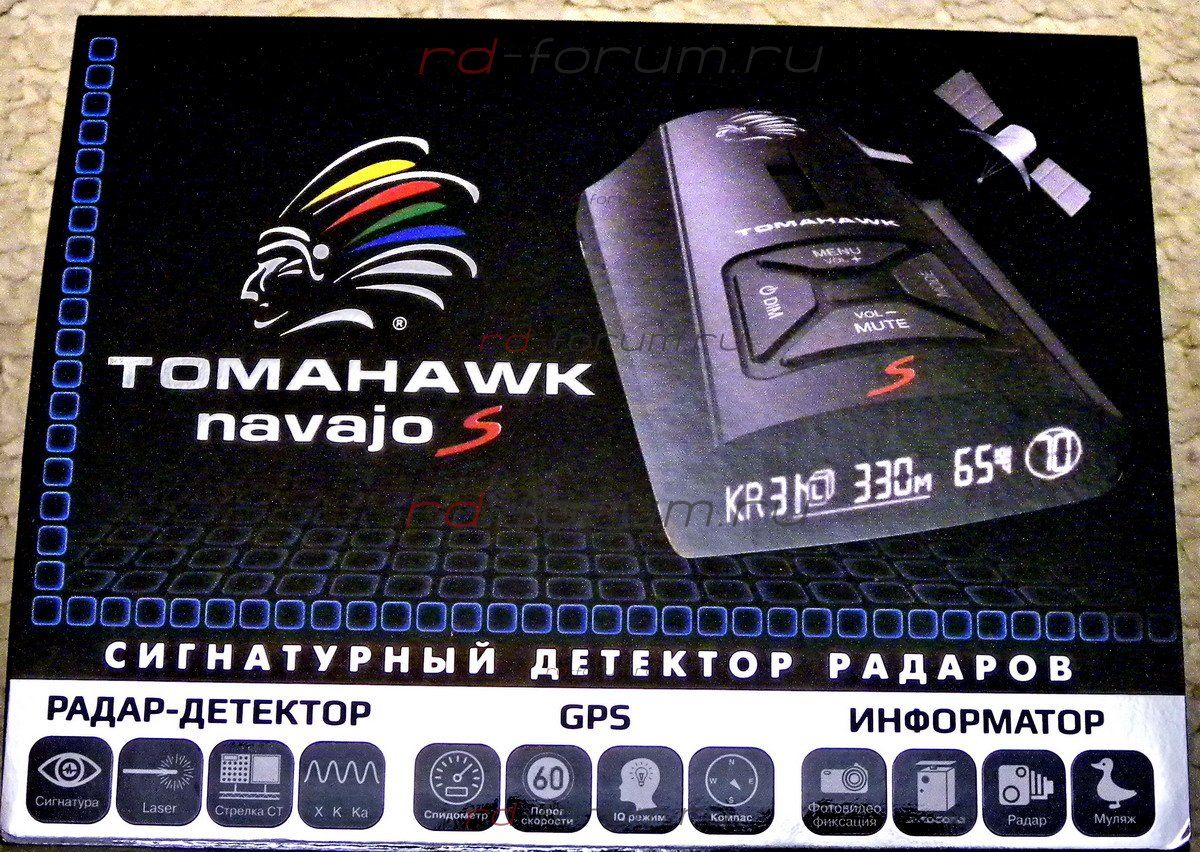 rd-forum.ru
TOMAHAWK
MENU
VOL +
DIM
VOL –
MUTE
S
®
rd-forum.ru
TOMAHAWK
navajo S
330м 65
70
rd-forum.ru
СИГНАТУРНЫЙ ДЕТЕКТОР РАДАРОВ
РАДАР-ДЕТЕКТОР GPS ИНФОРМАТОР
Сигнатура
Laser
Стрелка СТ
X K Ka
Спидометр
60
Порог
скорости
IQ режим
N
W E
S
Компас
Фотовидео
фиксация
Радар
Муляж